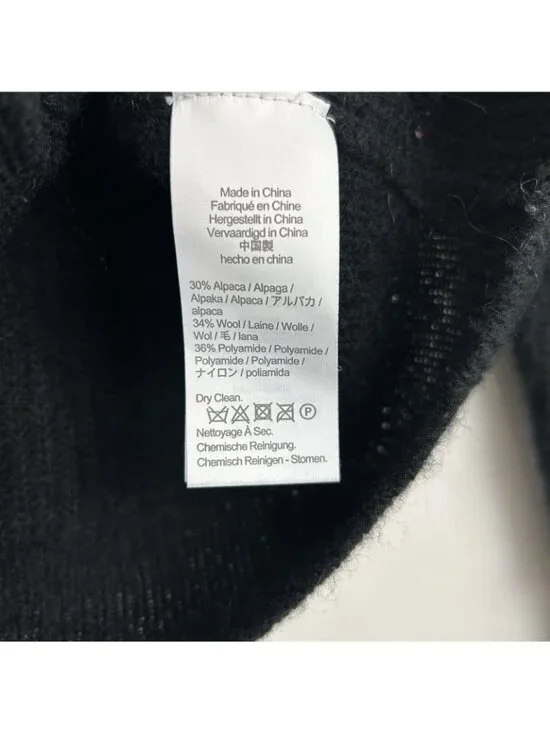 Made in China
Fabriqué en Chine
Hergestellt in China
Vervaardigd in China
中国製
hecho en china
30% Alpaca / Alpaga /
Alpaka / Alpaca / アルパカ /
alpaca
34% Wool / Laine / Wolle /
Wol / 毛 / lana
36% Polyamide / Polyamide /
Polyamide / Polyamide /
ナイロン / poliamida
Dry Clean.
P
Nettoyage À Sec.
Chemische Reinigung.
Chemisch Reinigen - Stomen.